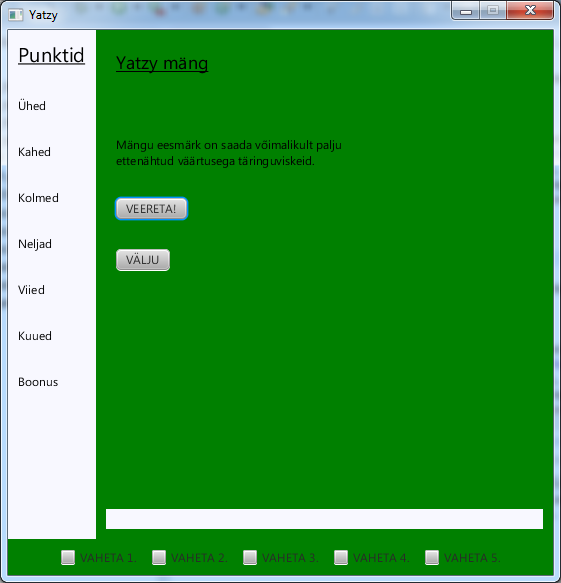 Yatzy
Punktid
Ühed
Kahed
Kolmed
Neljad
Viied
Kuued
Boonus
Yatzy mäng
Mängu eesmärk on saada võimalikult palju
ettenähtud väärtusega täringuviskeid.
VEERETA!
VÄLJU
VAHETA 1. VAHETA 2. VAHETA 3. VAHETA 4. VAHETA 5.